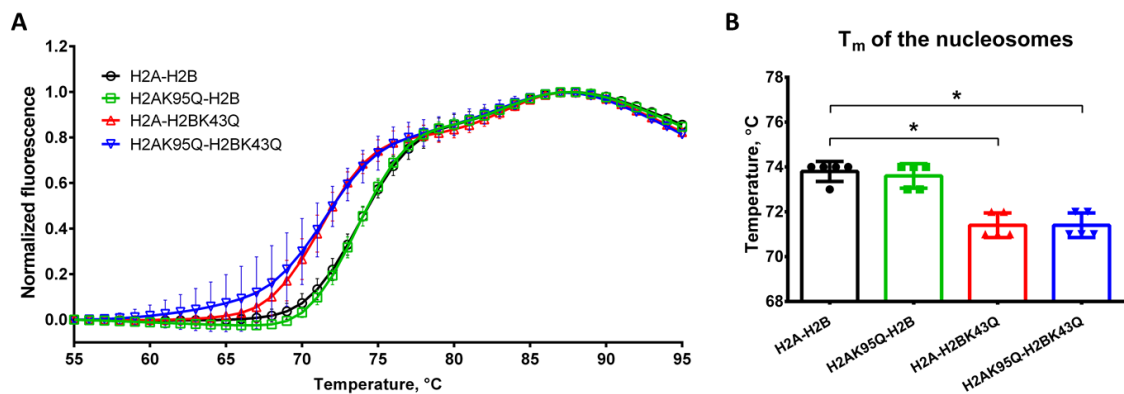 A
1.2
1.0
0.8
0.6
0.4
0.2
0.0
Normalized fluorescence
H2A-H2B
H2AK95Q-H2B
H2A-H2BK43Q
H2AK95Q-H2BK43Q
55
60
65
70
75
80
85
90
95
Temperature, °C
B
Tm of the nucleosomes
78
76
74
72
70
68
Temperature, °C
*
*
H2A-H2B
H2AK95Q-H2B
H2A-H2BK43Q
H2AK95Q-H2BK43Q